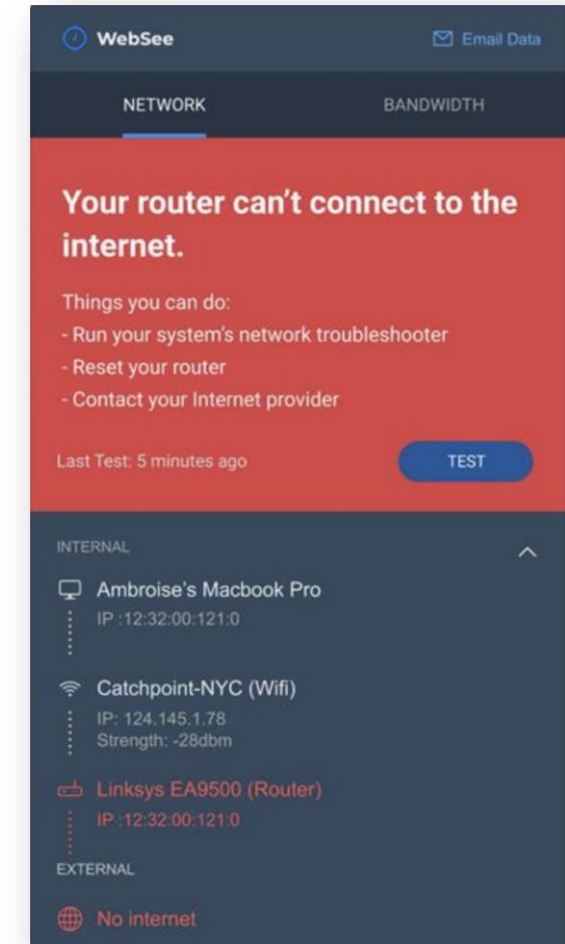 WebSee
Email Data
NETWORK
BANDWIDTH
Your router can't connect to the
internet.
Things you can do:
- Run your system's network troubleshooter
- Reset your router
- Contact your Internet provider
Last Test: 5 minutes ago
TEST
INTERNAL
Ambroise's Macbook Pro
IP :12:32:00:121:0
Catchpoint-NYC (Wifi)
IP: 124.145.1.78
Strength: -28dbm
Linksys EA9500 (Router)
IP :12:32:00:121:0
EXTERNAL
No internet